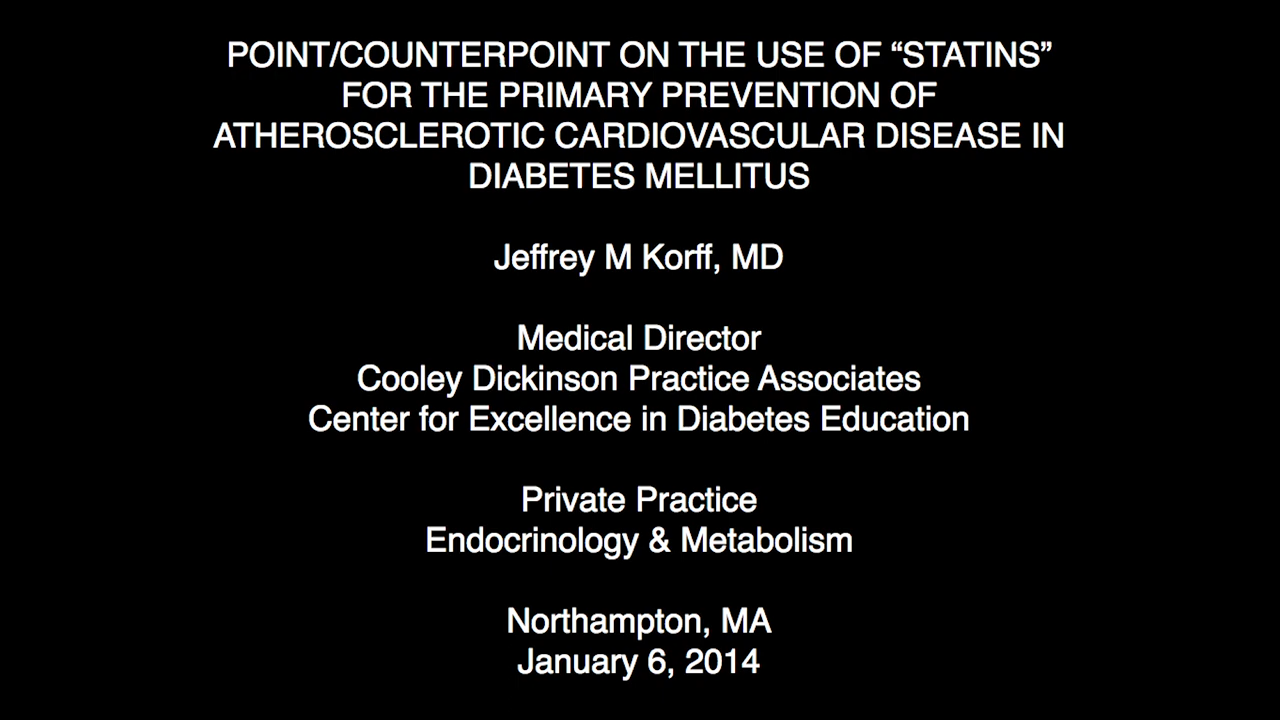 POINT/COUNTERPOINT ON THE USE OF “STATINS”
FOR THE PRIMARY PREVENTION OF
ATHEROSCLEROTIC CARDIOVASCULAR DISEASE IN
DIABETES MELLITUS
Jeffrey M Korff, MD
Medical Director
Cooley Dickinson Practice Associates
Center for Excellence in Diabetes Education
Private Practice
Endocrinology & Metabolism
Northampton, MA
January 6, 2014